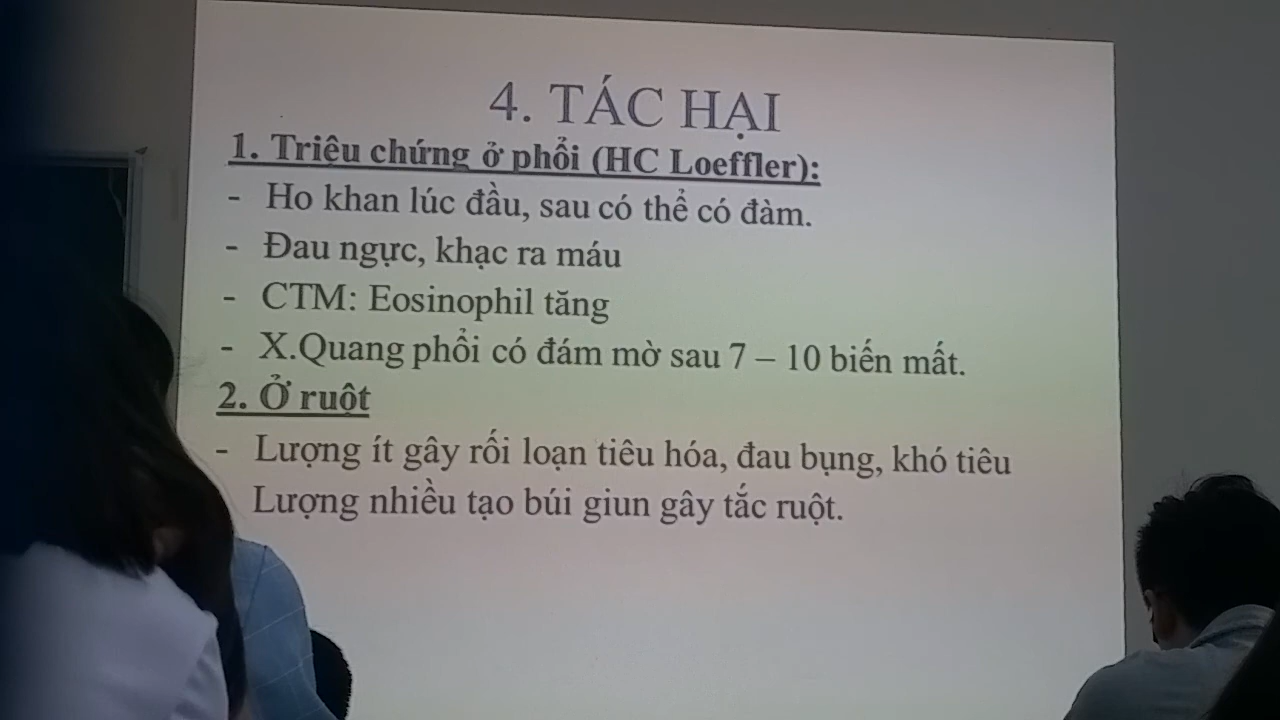 4. TÁC HẠI
1. Triệu chứng ở phổi (HC Loeffler):
- Ho khan lúc đầu, sau có thể có đàm.
- Đau ngực, khạc ra máu
- CTM: Eosinophil tăng
- X.Quang phổi có đám mờ sau 7 – 10 biến mất.
2. Ở ruột
- Lượng ít gây rối loạn tiêu hóa, đau bụng, khó tiêu
Lượng nhiều tạo búi giun gây tắc ruột.